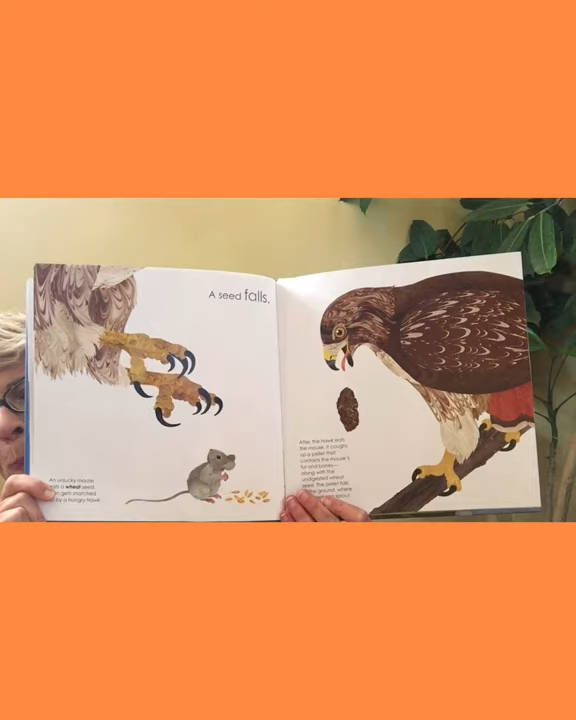 A seed falls.
An unlucky mouse
eats a wheat seed,
gets snatched
by a hungry hawk
After the hawk eats
the mouse, it coughs
up a pellet that
contains the mouse's
fur and bones—
along with the
undigested wheat
seed. The pellet falls
the ground, where
sprout